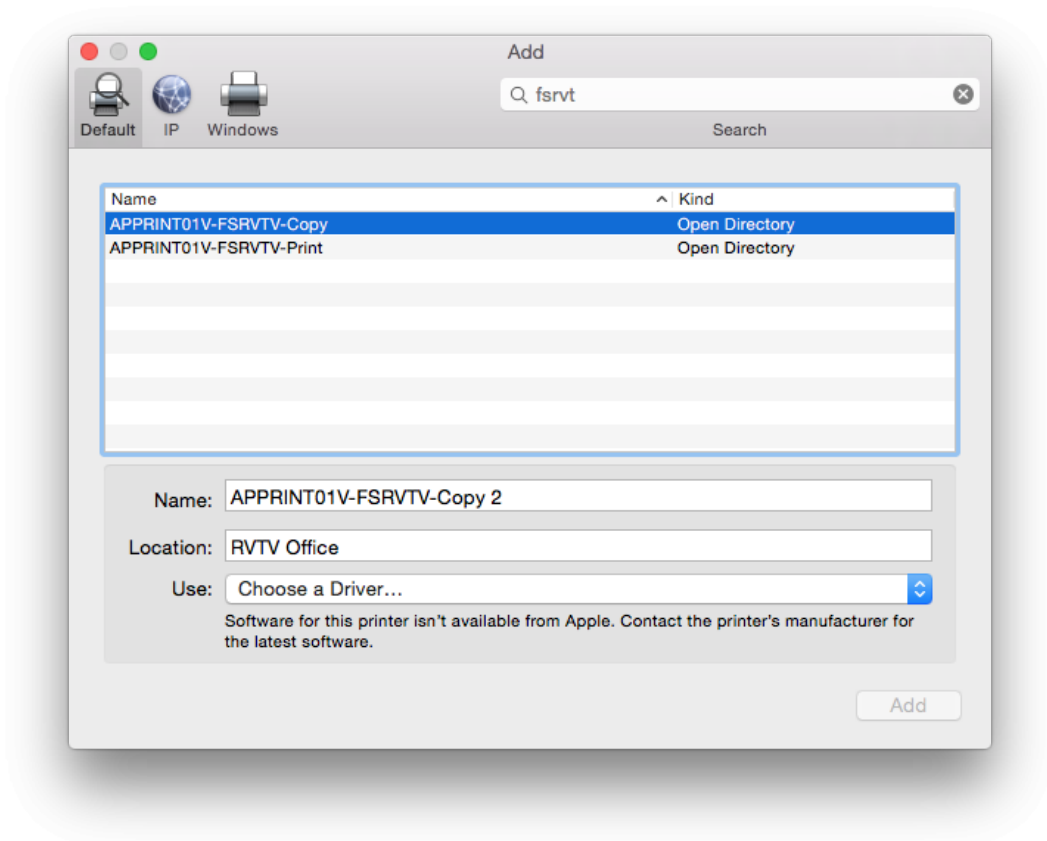 Add
fsrvt
Default IP Windows Search
Name Kind
APPRINT01V-FSRVTV-Copy Open Directory
APPRINT01V-FSRVTV-Print Open Directory
Name: APPRINT01V-FSRVTV-Copy 2
Location: RVTV Office
Use: Choose a Driver...
Software for this printer isn't available from Apple. Contact the printer's manufacturer for
the latest software.
Add